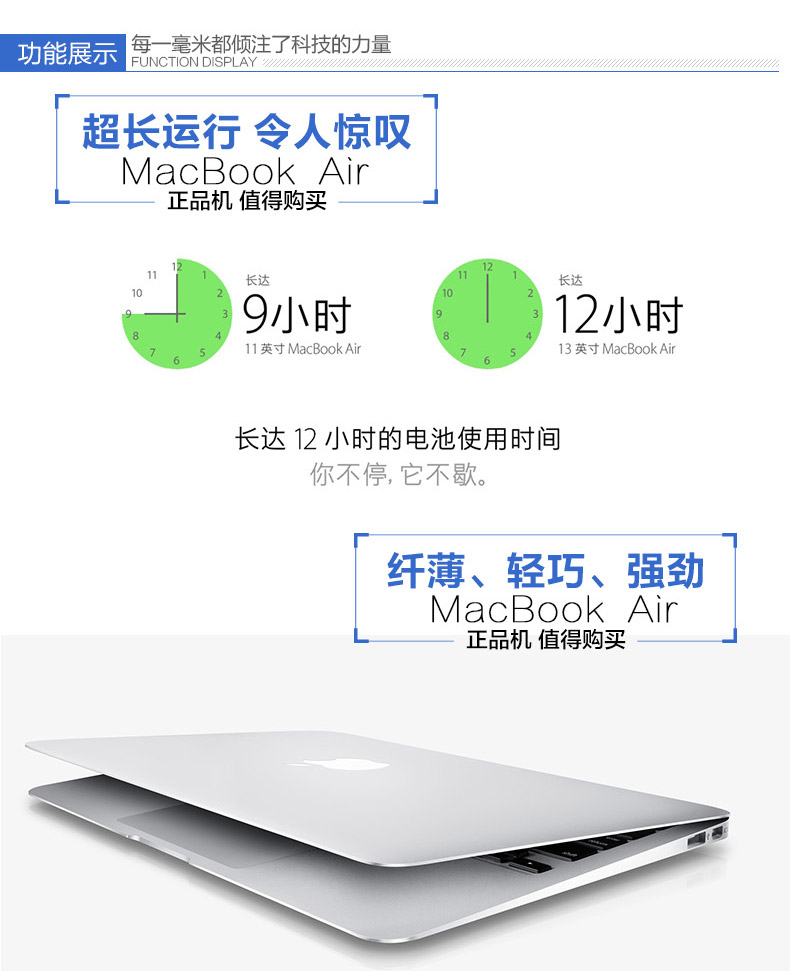 功能展示
每一毫米都倾注了科技的力量
FUNCTION DISPLAY
超长运行 令人惊叹
MacBook Air
正品机 值得购买
12
11
1
10
2
9
3
8
4
7
5
6
长达
9小时
11 英寸 MacBook Air
12
11
1
10
2
9
3
8
4
7
5
6
长达
12小时
13 英寸 MacBook Air
长达 12 小时的电池使用时间
你不停, 它不歇。
纤薄、轻巧、强劲
MacBook Air
正品机 值得购买